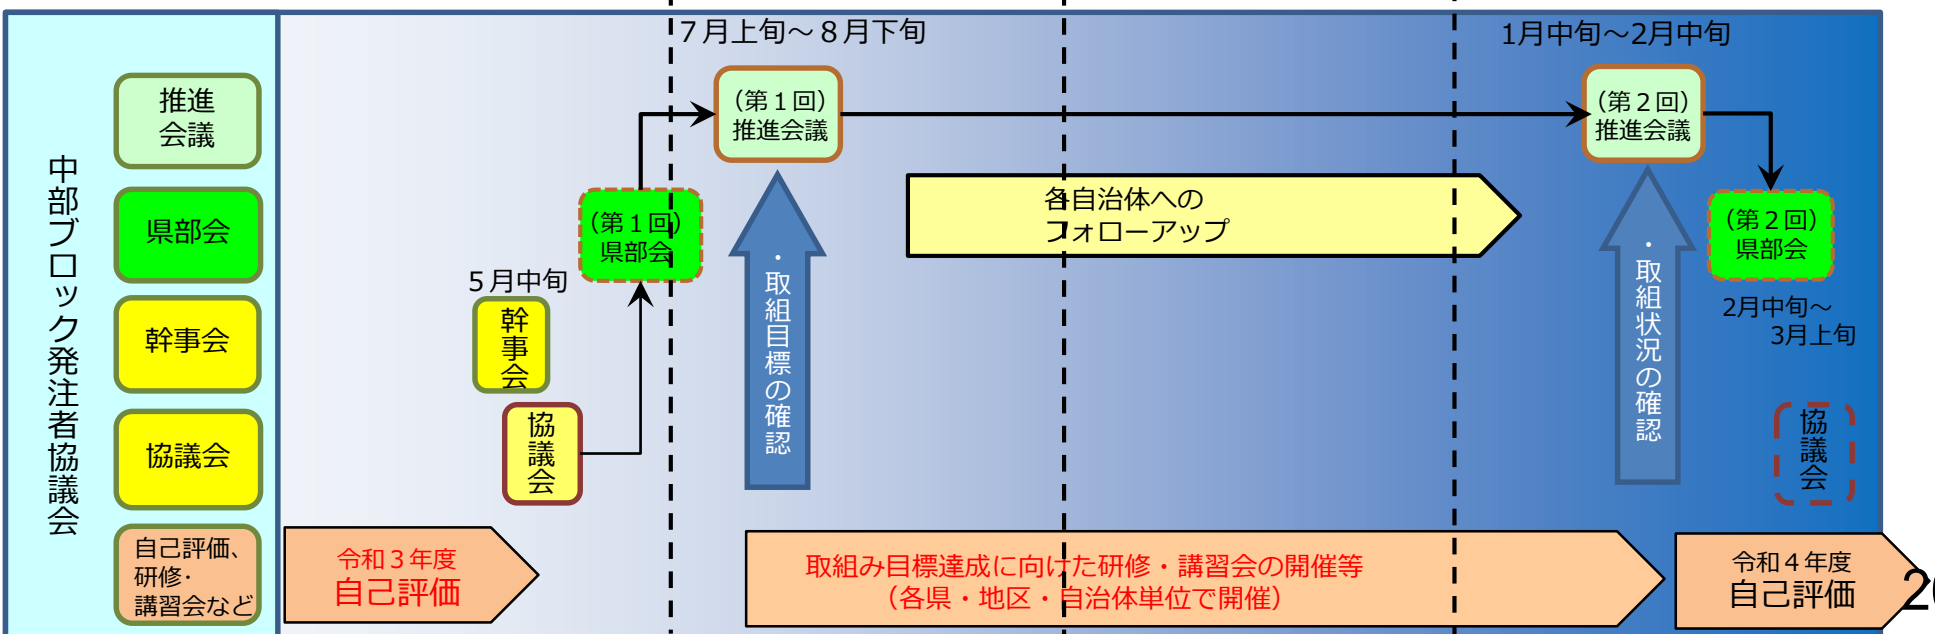 中部ブロック発注者協議会
推進
会議
県部会
幹事会
協議会
自己評価、
研修・
講習会など
7月上旬～8月下旬
1月中旬～2月中旬
（第１回）
推進会議
（第２回）
推進会議
（第１回）
県部会
各自治体への
フォローアップ
（第２回）
県部会
5月中旬
幹事会
協議会
・取組目標の確認
・取組状況の確認
2月中旬～
3月上旬
協議会
令和３年度
自己評価
取組み目標達成に向けた研修・講習会の開催等
（各県・地区・自治体単位で開催）
令和４年度
自己評価